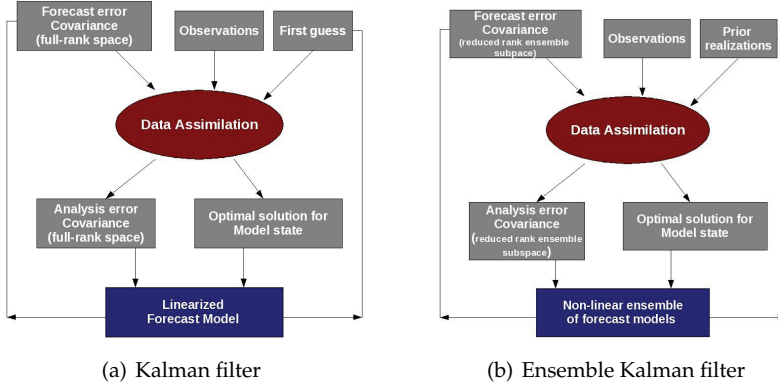 Forecast error
Covariance
(full-rank space)
Observations
First guess
Data Assimilation
Analysis error
Covariance
(full-rank space)
Optimal solution for
Model state
Linearized
Forecast Model
(a) Kalman filter
Forecast error
Covariance
(reduced rank ensemble
subspace)
Observations
Prior
realizations
Data Assimilation
Analysis error
Covariance
(reduced rank ensemble
subspace)
Optimal solution for
Model state
Non-linear ensemble
of forecast models
(b) Ensemble Kalman filter